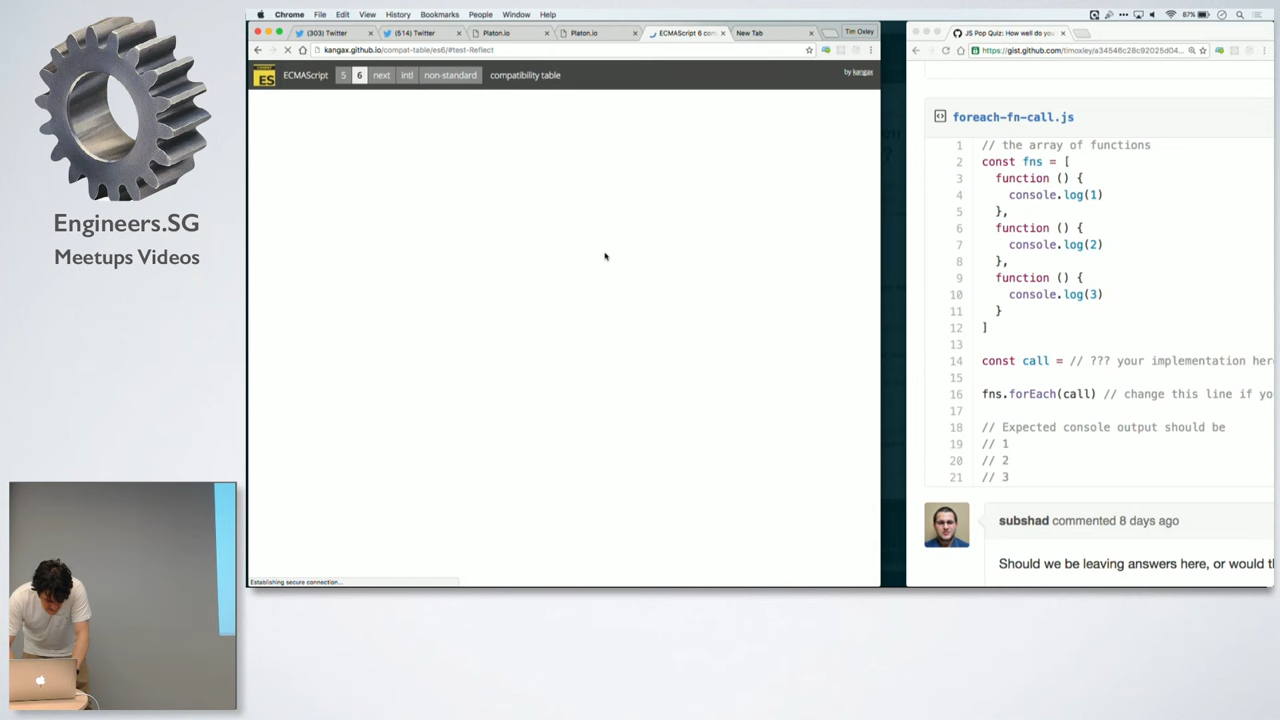 Engineers.SG
Meetups Videos
Chrome File Edit View History Bookmarks People Window Help
87%
(303) Twitter
(514) Twitter
Platon.io
Platon.io
ECMAScript 6 com
New Tab
Tim Oxley
kangax.github.io/compat-table/es6/#test-Reflect
ES
ECMAScript 5 6 next intl non-standard compatibility table
by kangax
Establishing secure connection...
JS Pop Quiz: How well do you
https://gist.github.com/timoxley/a34546c28c92025d04...
foreach-fn-call.js
1 // the array of functions
2 const fns = [
3 function () {
4 console.log(1)
5 },
6 function () {
7 console.log(2)
8 },
9 function () {
10 console.log(3)
11 }
12 ]
13
14 const call = // ??? your implementation her
15
16 fns.forEach(call) // change this line if yo
17
18 // Expected console output should be
19 // 1
20 // 2
21 // 3
subshad commented 8 days ago
Should we be leaving answers here, or would th